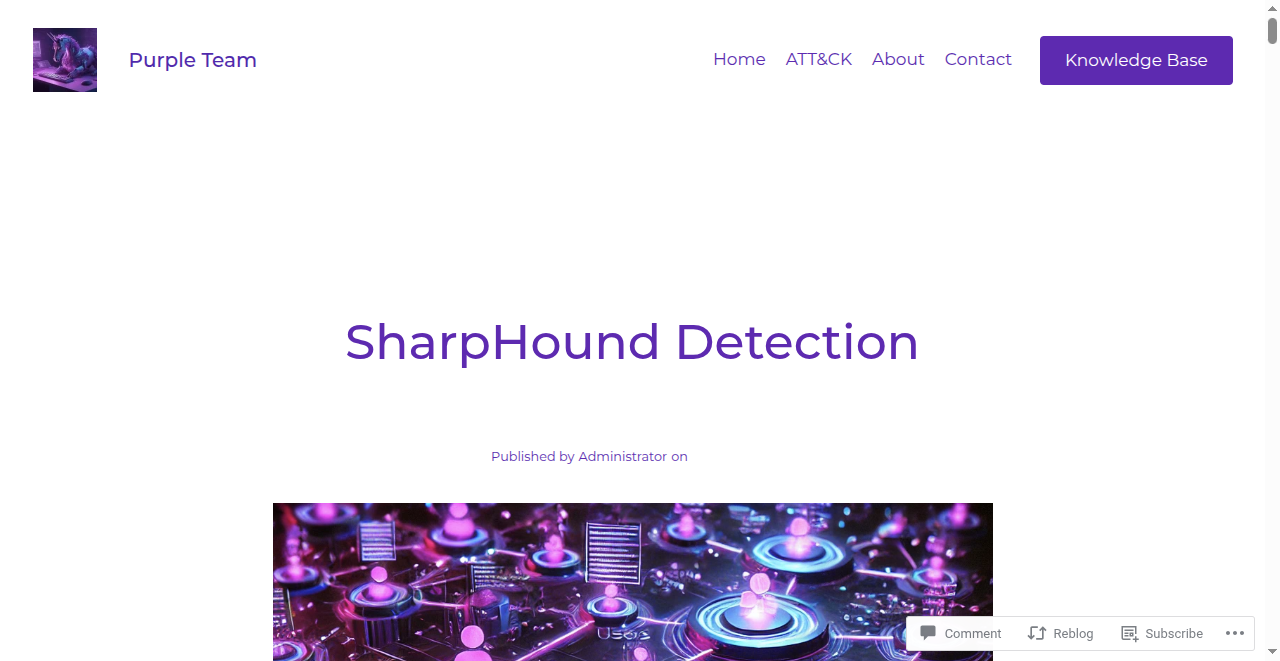 Purple Team
Home
ATT&CK
About
Contact
Knowledge Base
SharpHound Detection
Published by Administrator on
Comment
Reblog
Subscribe